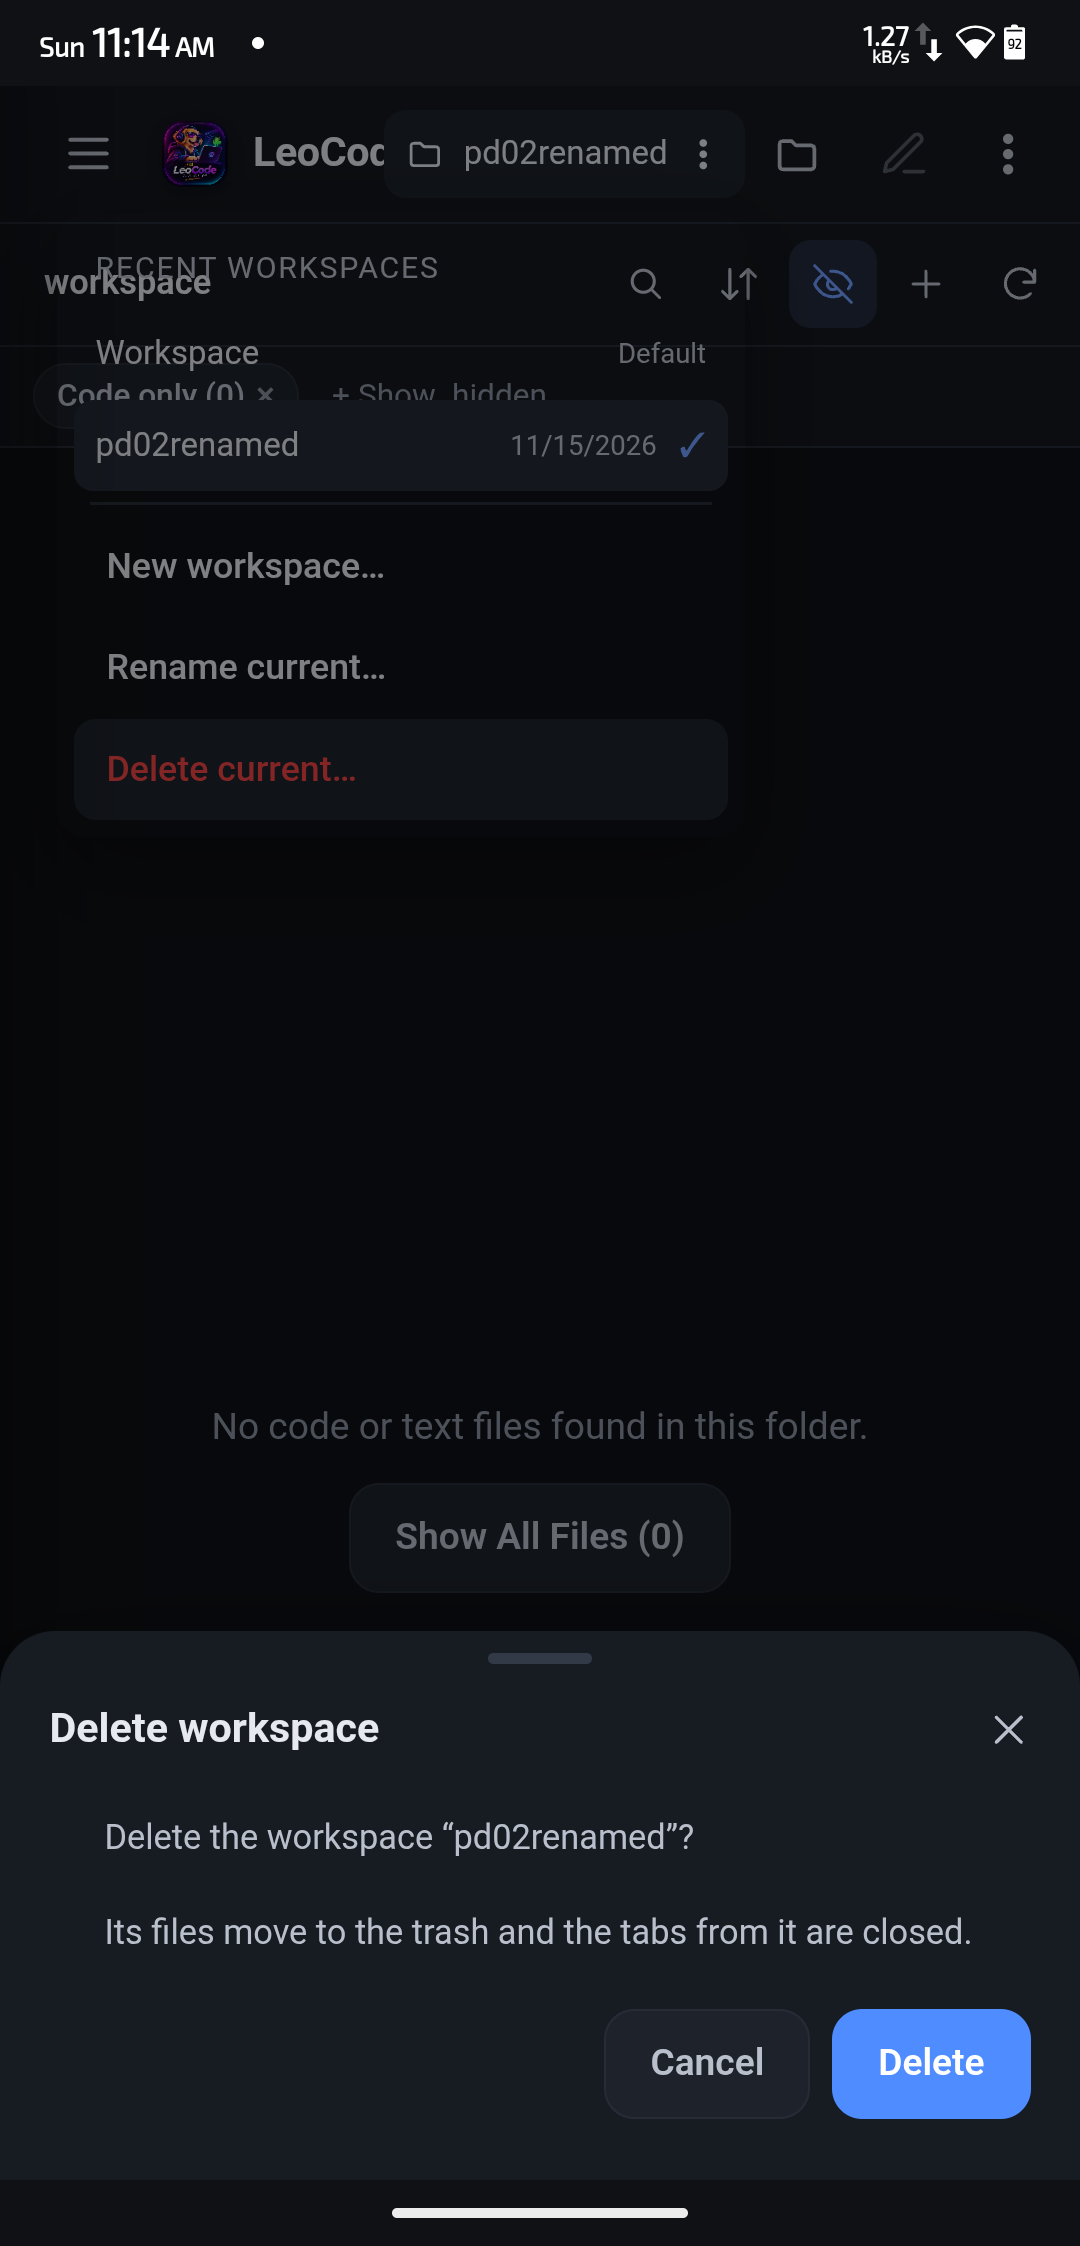 Sun 11:14 AM
1.27
kB/s
92
LeoCode
LeoCod
pd02renamed
RECENT WORKSPACES
workspace
Workspace Default
Code only (0) × + Show hidden
pd02renamed 11/15/2026 ✓
New workspace…
Rename current…
Delete current…
No code or text files found in this folder.
Show All Files (0)
Delete workspace
Delete the workspace “pd02renamed”?
Its files move to the trash and the tabs from it are closed.
Cancel
Delete